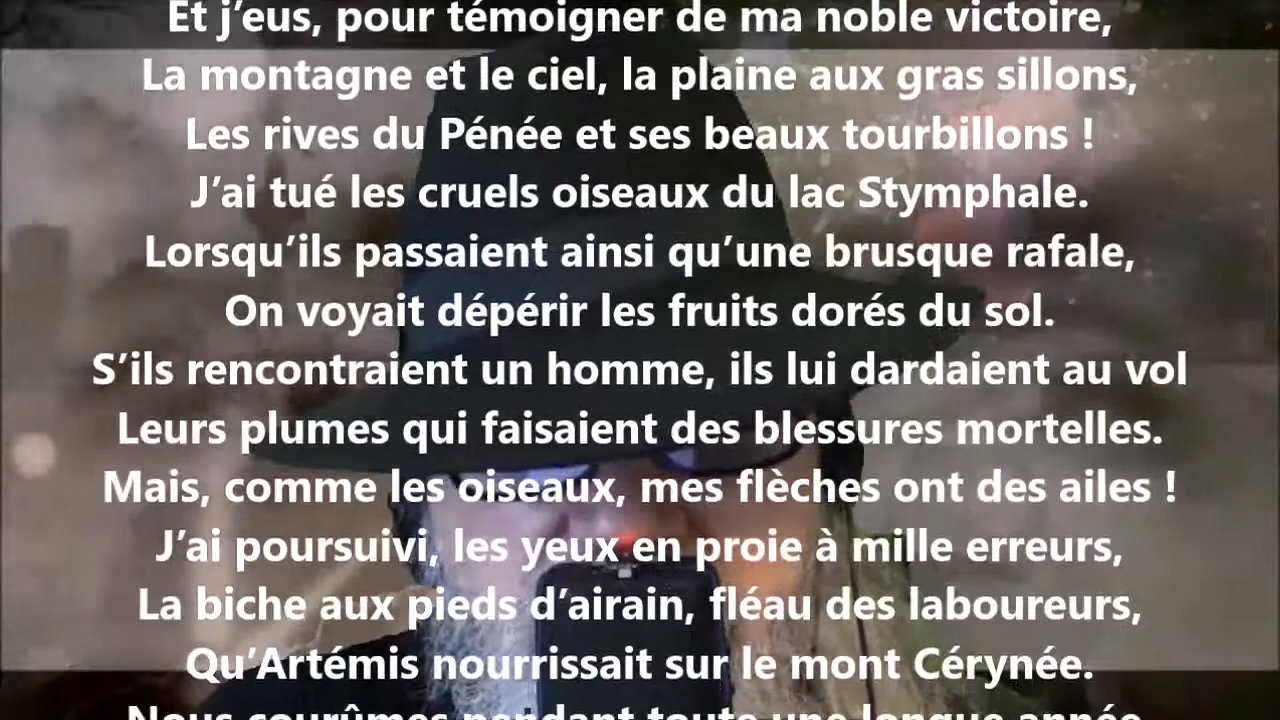 Et j’eus, pour témoigner de ma noble victoire,
La montagne et le ciel, la plaine aux gras sillons,
Les rives du Pénée et ses beaux tourbillons !
J’ai tué les cruels oiseaux du lac Stymphale.
Lorsqu’ils passaient ainsi qu’une brusque rafale,
On voyait dépérir les fruits dorés du sol.
S’ils rencontraient un homme, ils lui dardaient au vol
Leurs plumes qui faisaient des blessures mortelles.
Mais, comme les oiseaux, mes flèches ont des ailes !
J’ai poursuivi, les yeux en proie à mille erreurs,
La biche aux pieds d’airain, fléau des laboureurs,
Qu’Artémis nourrissait sur le mont Cérynée.
Nous courûmes pendant toute une longue année